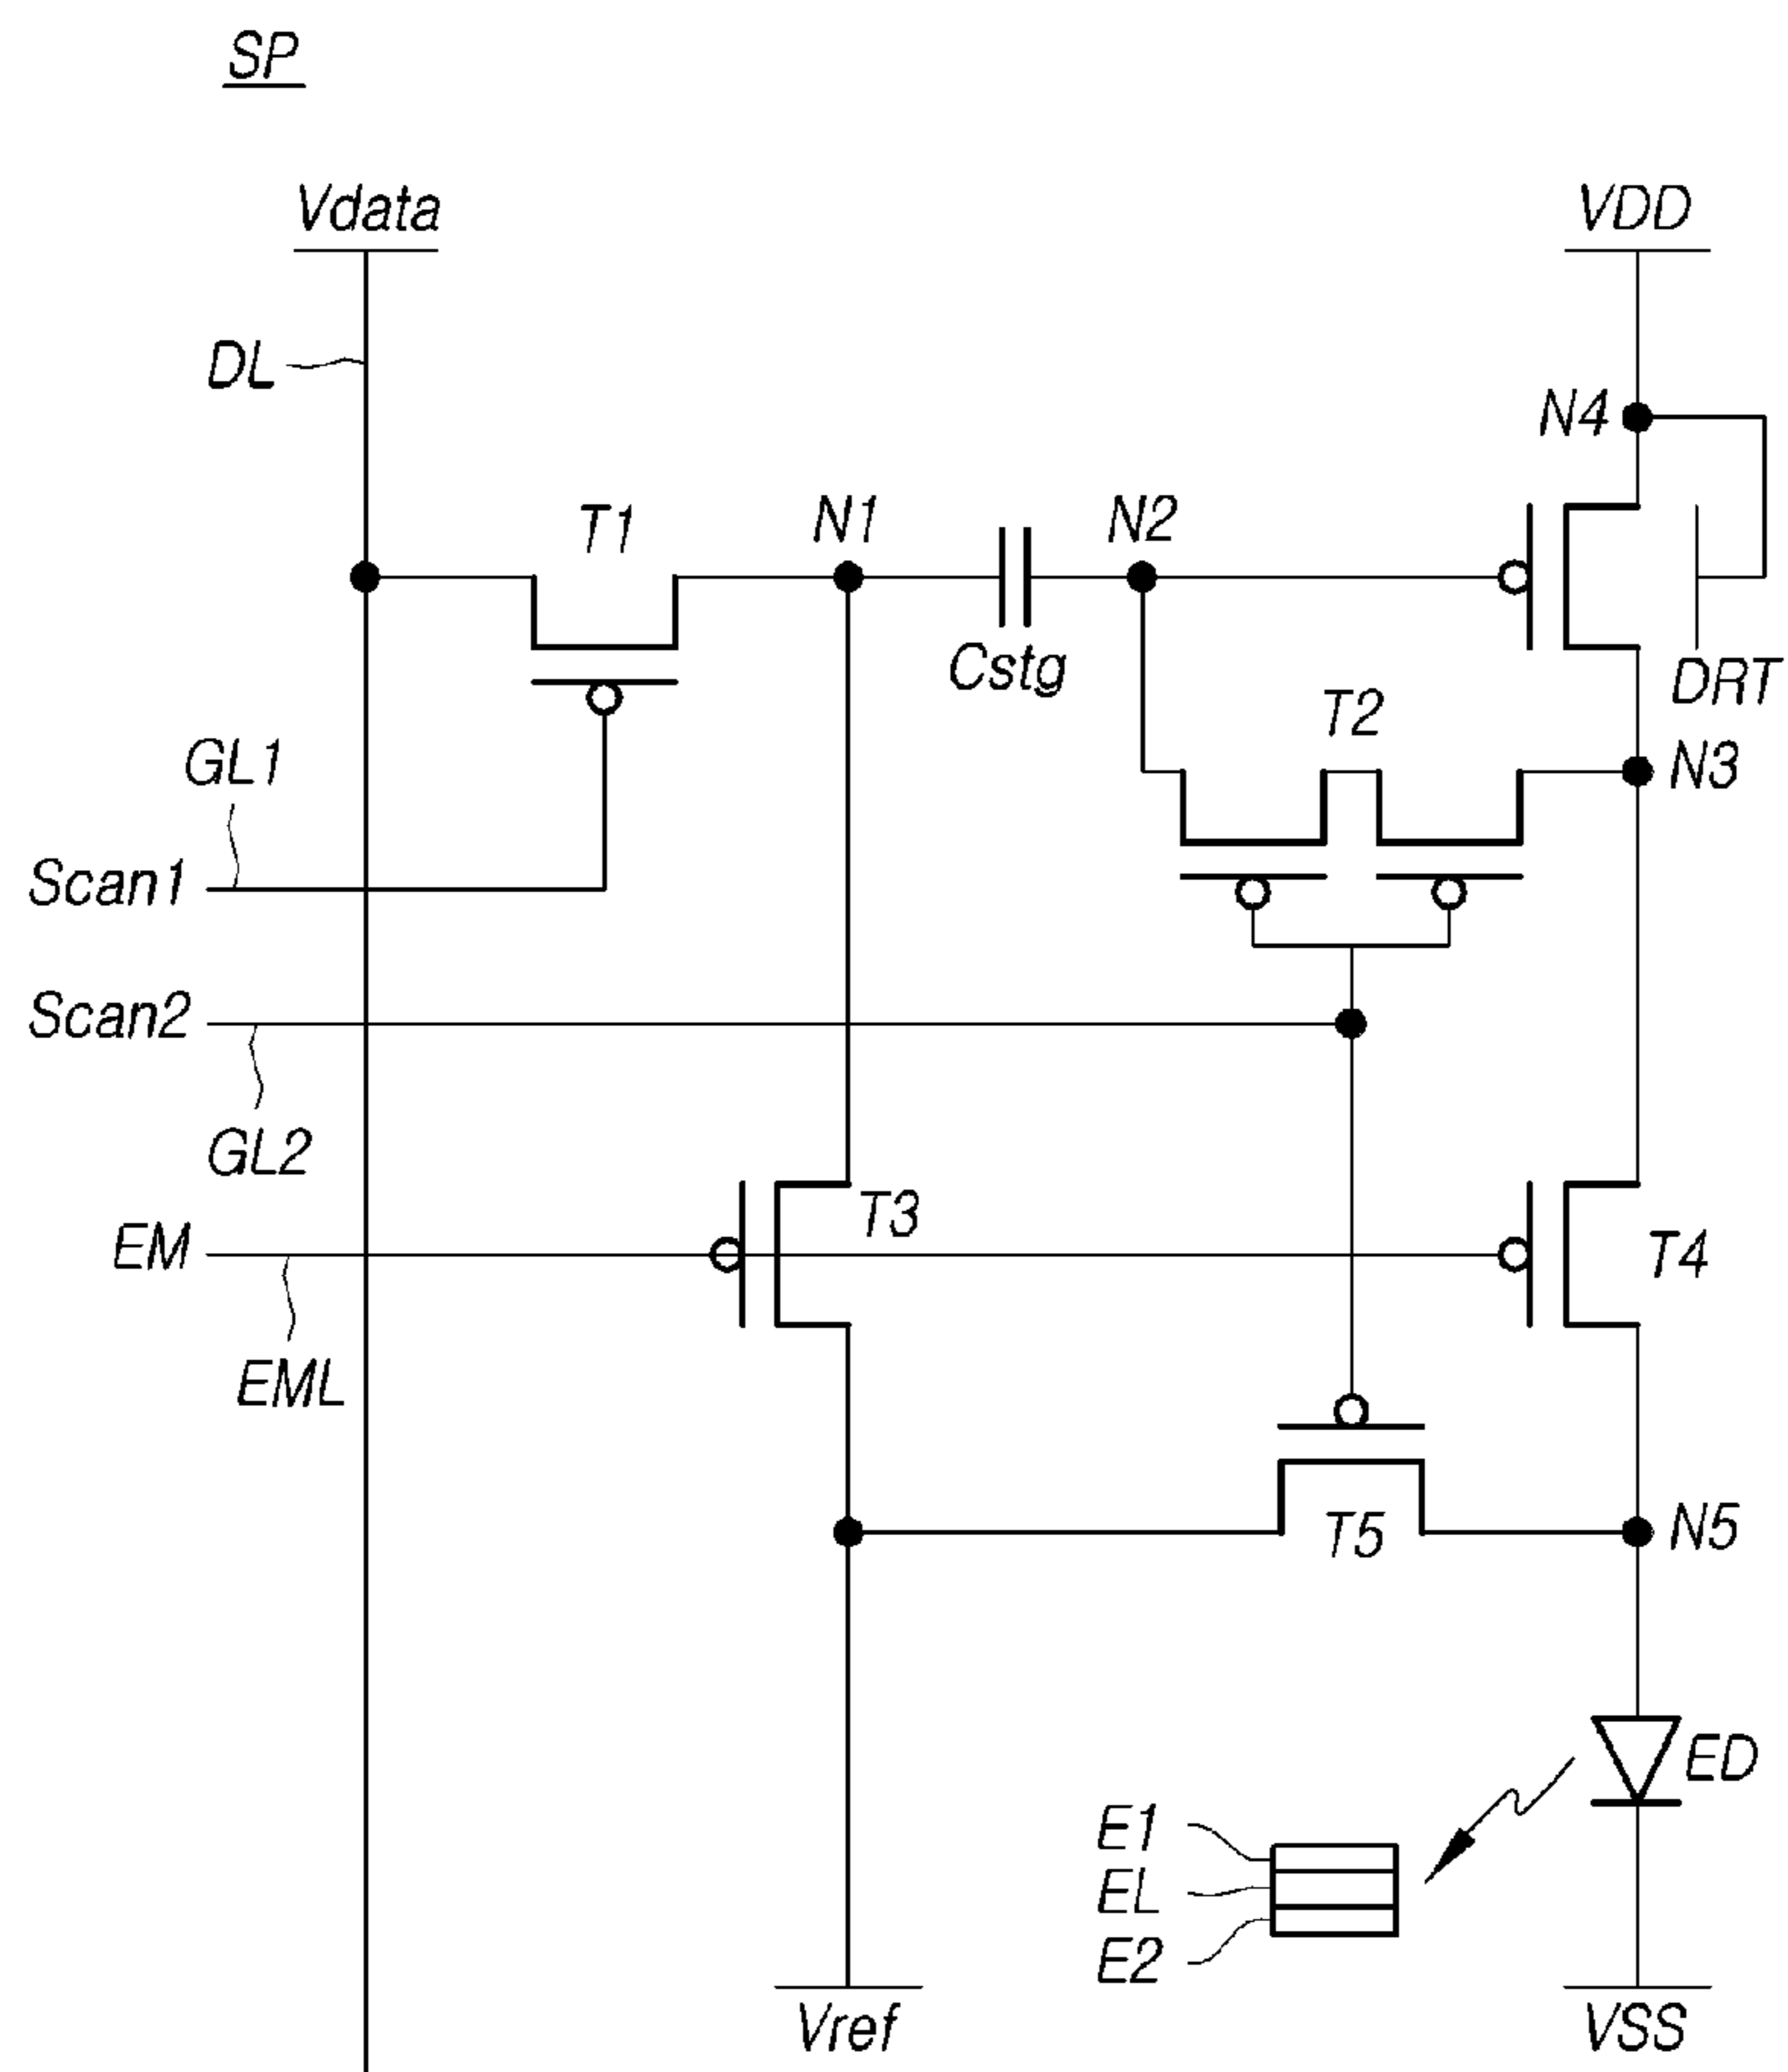 SP
Vdata
VDD
DL
N4
T1
N1
N2
Cstg
DRT
T2
GL1
N3
Scan1
Scan2
GL2
T3
EM
T4
EML
T5
N5
ED
E1
EL
E2
Vref
VSS